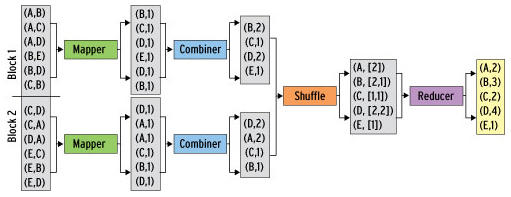 Block 1
(A,B)
(A,C)
(A,D)
(B,E)
(B,D)
(C,B)
Mapper
(B,1)
(C,1)
(D,1)
(E,1)
(D,1)
(B,1)
Combiner
(B,2)
(C,1)
(D,2)
(E,1)
Block 2
(C,D)
(C,A)
(D,A)
(E,C)
(E,B)
(E,D)
Mapper
(D,1)
(A,1)
(A,1)
(C,1)
(B,1)
(D,1)
Combiner
(D,2)
(A,2)
(C,1)
(B,1)
Shuffle
(A, [2])
(B, [2,1])
(C, [1,1])
(D, [2,2])
(E, [1])
Reducer
(A,2)
(B,3)
(C,2)
(D,4)
(E,1)